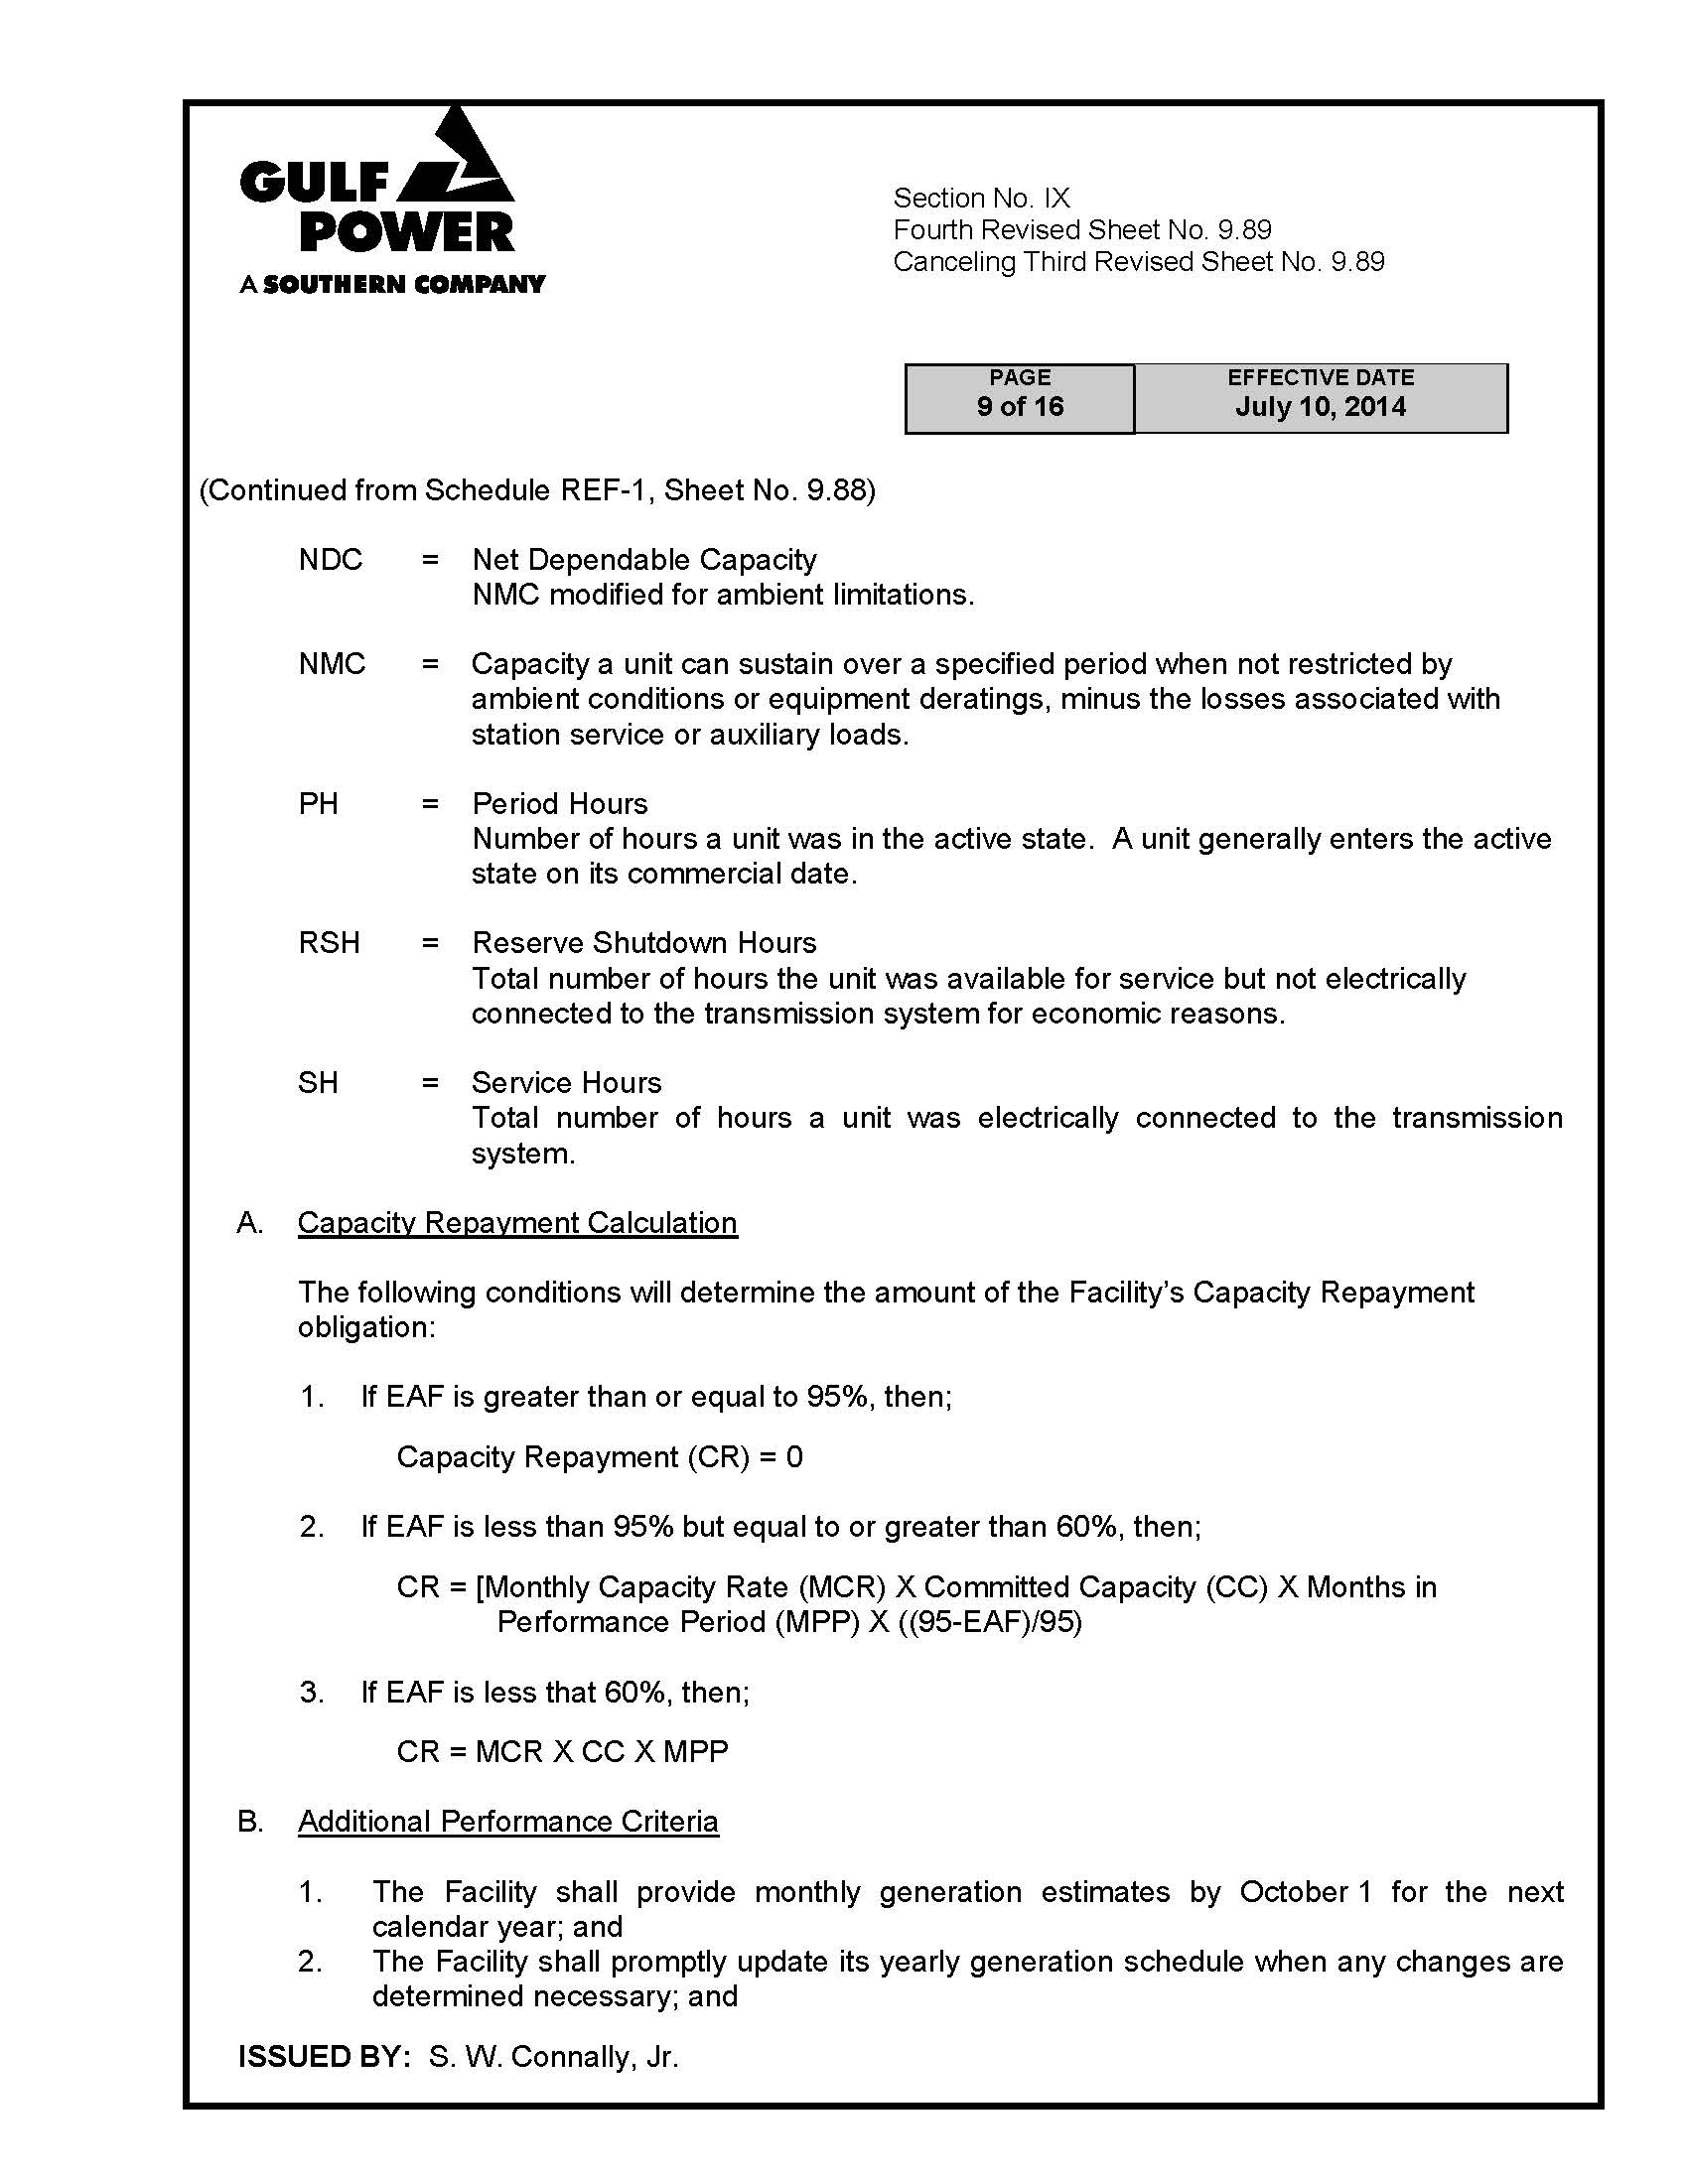 GULF
POWER
A SOUTHERN COMPANY
Section No. IX
Fourth Revised Sheet No. 9.89
Canceling Third Revised Sheet No. 9.89
PAGE EFFECTIVE DATE
9 of 16 July 10, 2014
(Continued from Schedule REF-1, Sheet No. 9.88)
NDC = Net Dependable Capacity
NMC modified for ambient limitations.
NMC = Capacity a unit can sustain over a specified period when not restricted by
ambient conditions or equipment deratings, minus the losses associated with
station service or auxiliary loads.
PH = Period Hours
Number of hours a unit was in the active state.  A unit generally enters the active
state on its commercial date.
RSH = Reserve Shutdown Hours
Total number of hours the unit was available for service but not electrically
connected to the transmission system for economic reasons.
SH = Service Hours
Total number of hours a unit was electrically connected to the transmission
system.
A. Capacity Repayment Calculation
The following conditions will determine the amount of the Facility’s Capacity Repayment
obligation:
1. If EAF is greater than or equal to 95%, then;
Capacity Repayment (CR) = 0
2. If EAF is less than 95% but equal to or greater than 60%, then;
CR = [Monthly Capacity Rate (MCR) X Committed Capacity (CC) X Months in
Performance Period (MPP) X ((95-EAF)/95)
3. If EAF is less that 60%, then;
CR = MCR X CC X MPP
B. Additional Performance Criteria
1. The Facility shall provide monthly generation estimates by October 1 for the next
calendar year; and
2. The Facility shall promptly update its yearly generation schedule when any changes are
determined necessary; and
ISSUED BY:  S. W. Connally, Jr.